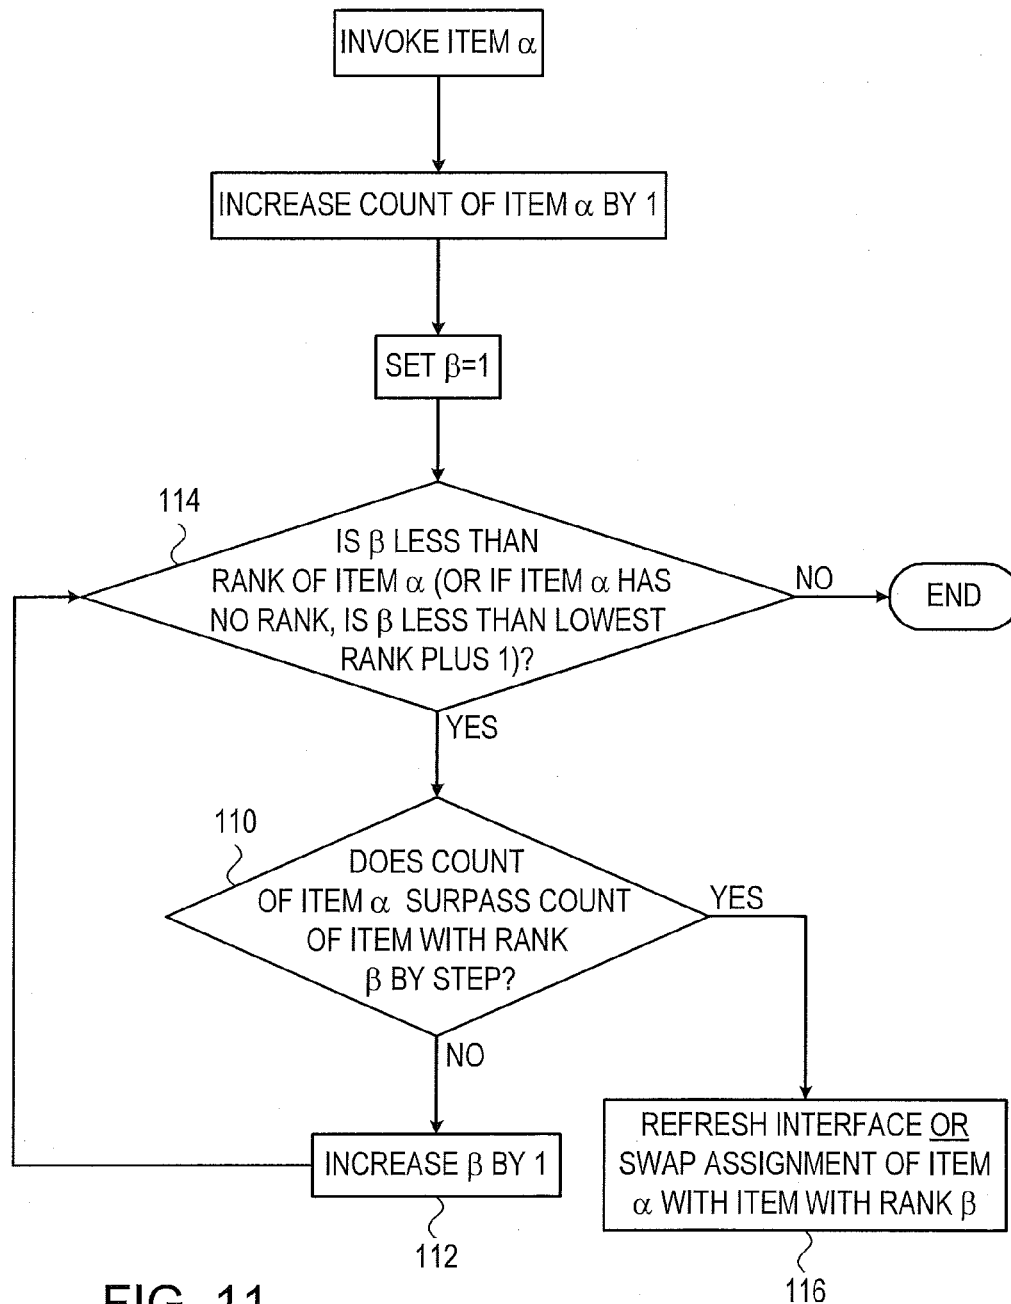 INVOKE ITEM α
INCREASE COUNT OF ITEM α BY 1
SET β=1
114
IS β LESS THAN
RANK OF ITEM α (OR IF ITEM α HAS
NO RANK, IS β LESS THAN LOWEST
RANK PLUS 1)?
NO
END
YES
110
DOES COUNT
OF ITEM α SURPASS COUNT
OF ITEM WITH RANK
β BY STEP?
YES
NO
INCREASE β BY 1
112
REFRESH INTERFACE OR
SWAP ASSIGNMENT OF ITEM
α WITH ITEM WITH RANK β
116
FIG. 11